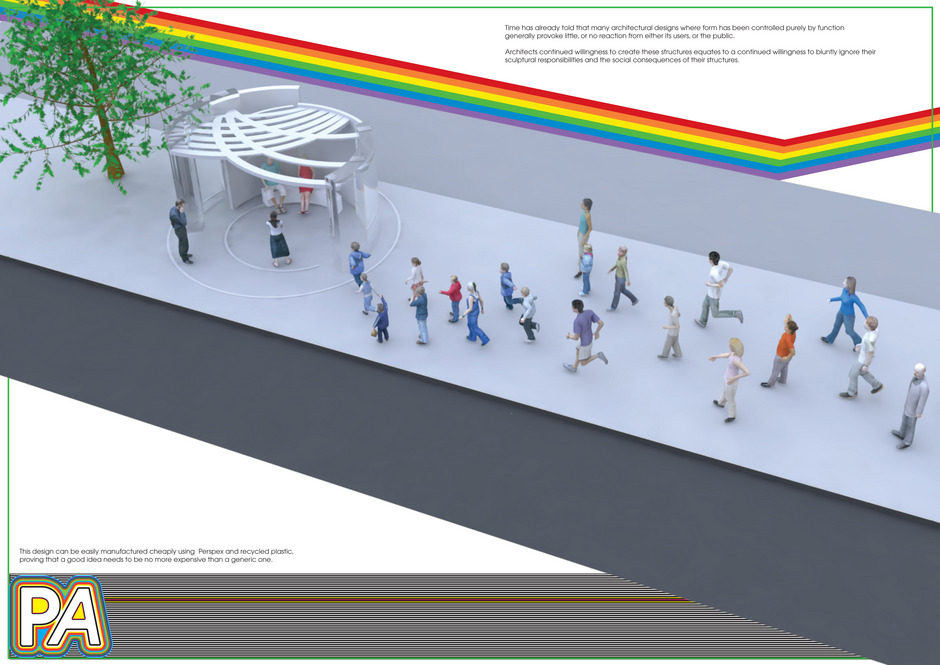 Time has already told that many architectural designs where form has been controlled purely by function
generally provoke little, or no reaction from either its users, or the public.
Architects continued willingness to create these structures equates to a continued willingness to bluntly ignore their
sculptural responsibilities and the social consequences of their structures.
This design can be easily manufactured cheaply using Perspex and recycled plastic,
proving that a good idea needs to be no more expensive than a generic one.
PA